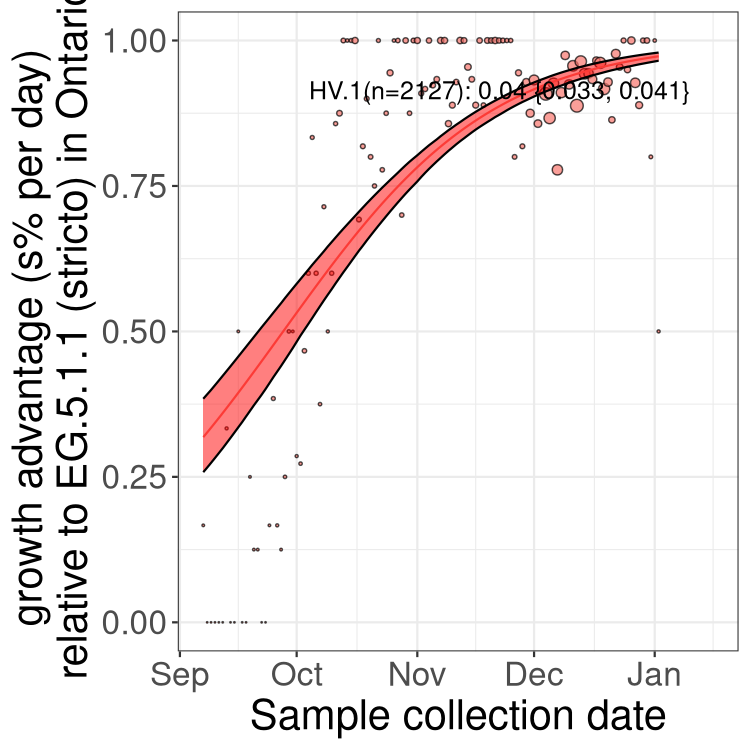 growth advantage (s% per day)
relative to EG.5.1.1 (stricto) in Ontario
1.00
0.75
0.50
0.25
0.00
HV.1(n=2127): 0.04 [0.033, 0.041}
Sep Oct Nov Dec Jan
Sample collection date